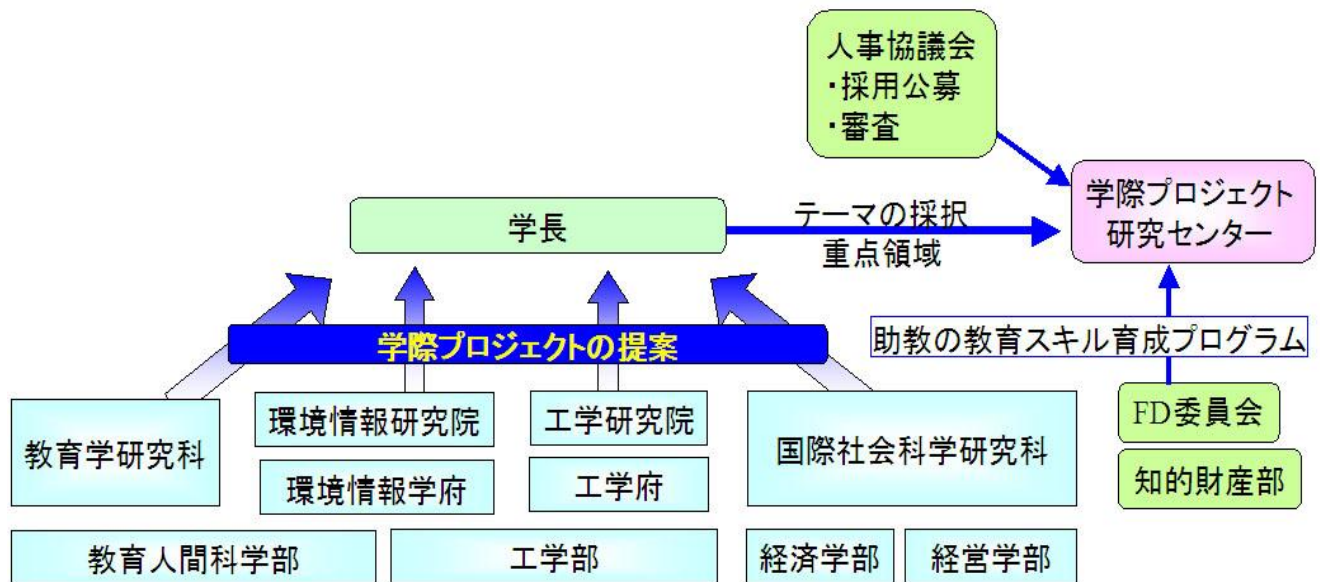 人事協議会
・採用公募
・審査
学際プロジェクト
研究センター
学長
テーマの採択
重点領域
学際プロジェクトの提案
助教の教育スキル育成プログラム
教育学研究科
環境情報研究院
工学研究院
国際社会科学研究科
FD委員会
環境情報学府
工学府
知的財産部
教育人間科学部
工学部
経済学部
経営学部